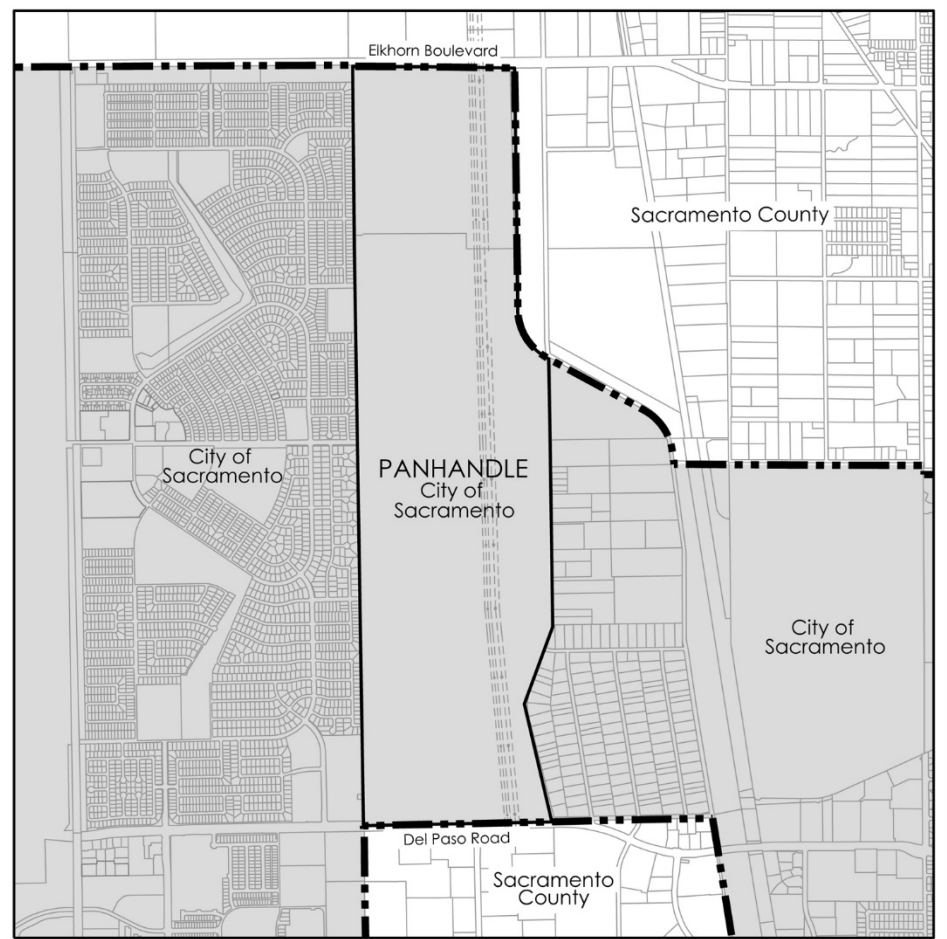 Elkhorn Boulevard
Sacramento County
City of
Sacramento
PANHANDLE
City of
Sacramento
City of
Sacramento
Del Paso Road
Sacramento
County